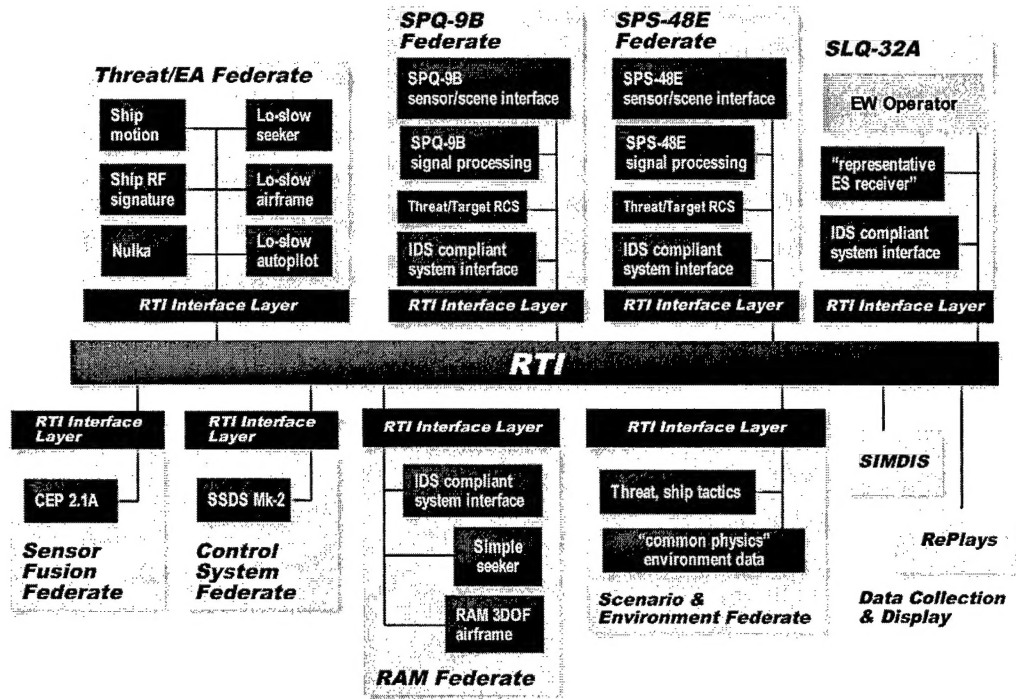 Threat/EA Federate
Ship
motion
Lo-slow
seeker
Ship RF
signature
Lo-slow
airframe
Nulka
Lo-slow
autopilot
RTI Interface Layer
SPQ-9B
Federate
SPQ-9B
sensor/scene interface
SPQ-9B
signal processing
Threat/Target RCS
IDS compliant
system interface
RTI Interface Layer
SPS-48E
Federate
SPS-48E
sensor/scene interface
SPS-48E
signal processing
Threat/Target RCS
IDS compliant
system interface
RTI Interface Layer
SLQ-32A
EW Operator
"representative
ES receiver"
IDS compliant
system interface
RTI Interface Layer
RTI
RTI Interface
Layer
CEP 2.1A
Sensor
Fusion
Federate
RTI Interface
Layer
SSDS Mk-2
Control
System
Federate
RTI Interface Layer
IDS compliant
system interface
Simple
seeker
RAM 3DOF
airframe
RAM Federate
RTI Interface Layer
Threat, ship tactics
"common physics"
environment data
Scenario &
Environment Federate
SIMDIS
RePlays
Data Collection
& Display